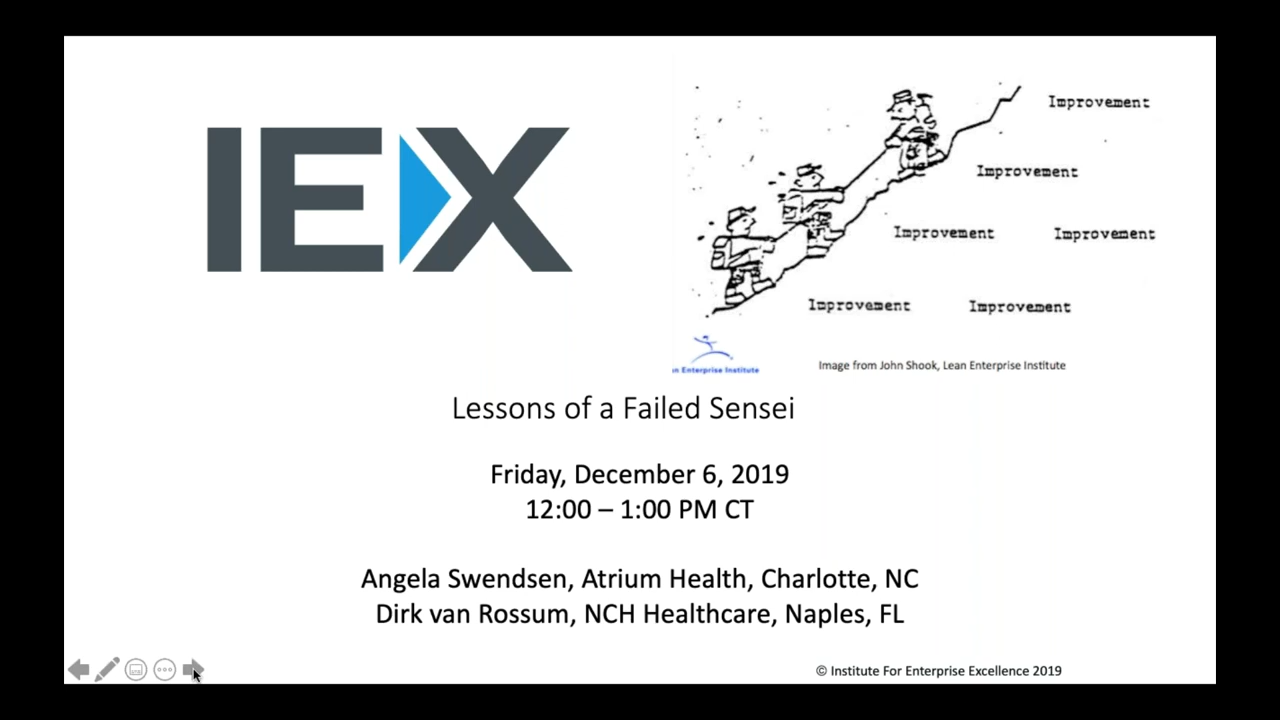 IEX
Improvement
Improvement
Improvement Improvement
Improvement Improvement
n Enterprise Institute
Image from John Shook, Lean Enterprise Institute
Lessons of a Failed Sensei
Friday, December 6, 2019
12:00 – 1:00 PM CT
Angela Swendsen, Atrium Health, Charlotte, NC
Dirk van Rossum, NCH Healthcare, Naples, FL
© Institute For Enterprise Excellence 2019